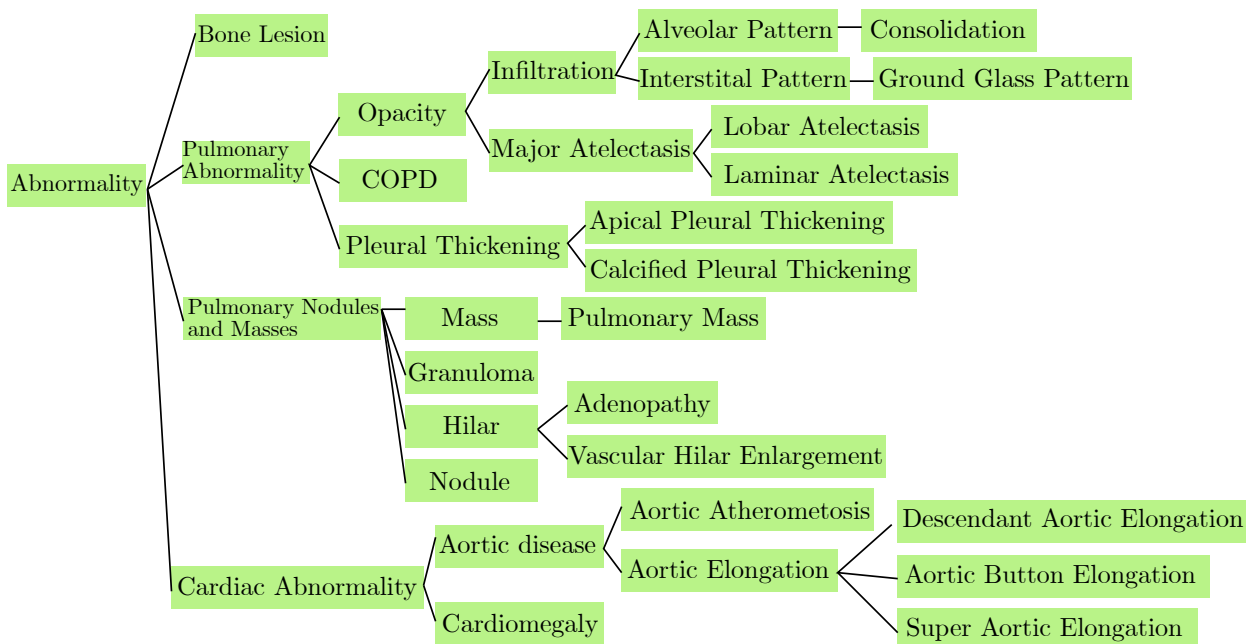 Bone Lesion
Alveolar Pattern
Consolidation
Infiltration
Interstital Pattern
Ground Glass Pattern
Opacity
Major Atelectasis
Lobar Atelectasis
Laminar Atelectasis
Abnormality
Pulmonary
Abnormality
COPD
Pleural Thickening
Apical Pleural Thickening
Calcified Pleural Thickening
Pulmonary Nodules
and Masses
Mass
Pulmonary Mass
Granuloma
Hilar
Adenopathy
Vascular Hilar Enlargement
Nodule
Cardiac Abnormality
Aortic disease
Aortic Atherometosis
Aortic Elongation
Descendant Aortic Elongation
Aortic Button Elongation
Super Aortic Elongation
Cardiomegaly